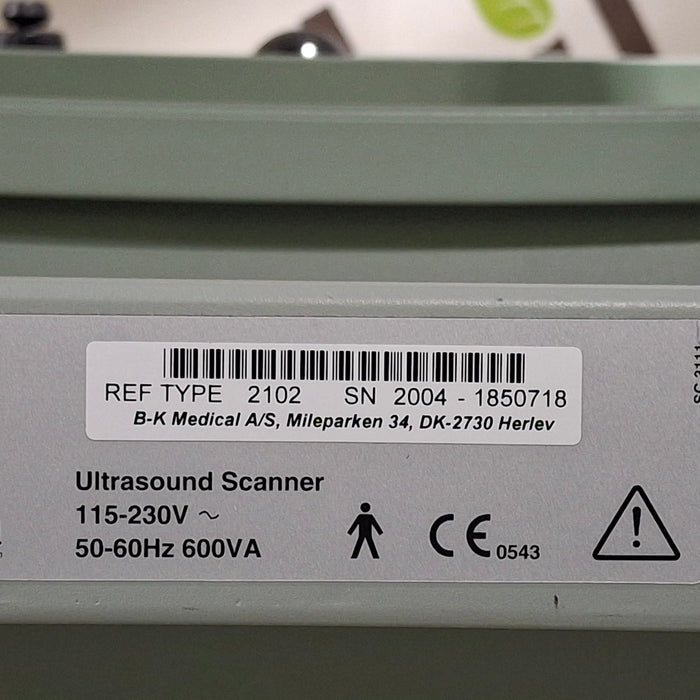 REF TYPE 2102 SN 2004 - 1850718
B-K Medical A/S, Mileparken 34, DK-2730 Herlev
Ultrasound Scanner
115-230V ~
50-60Hz 600VA
CE 0543